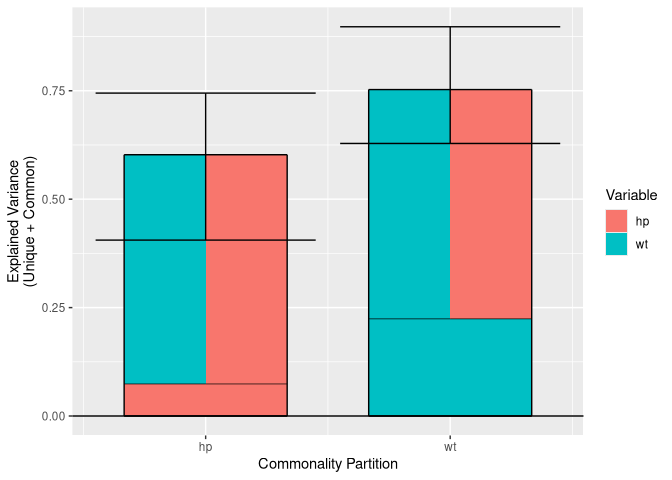 0.75
0.50
0.25
0.00
Explained Variance
(Unique + Common)
hp
wt
Commonality Partition
Variable
hp
wt